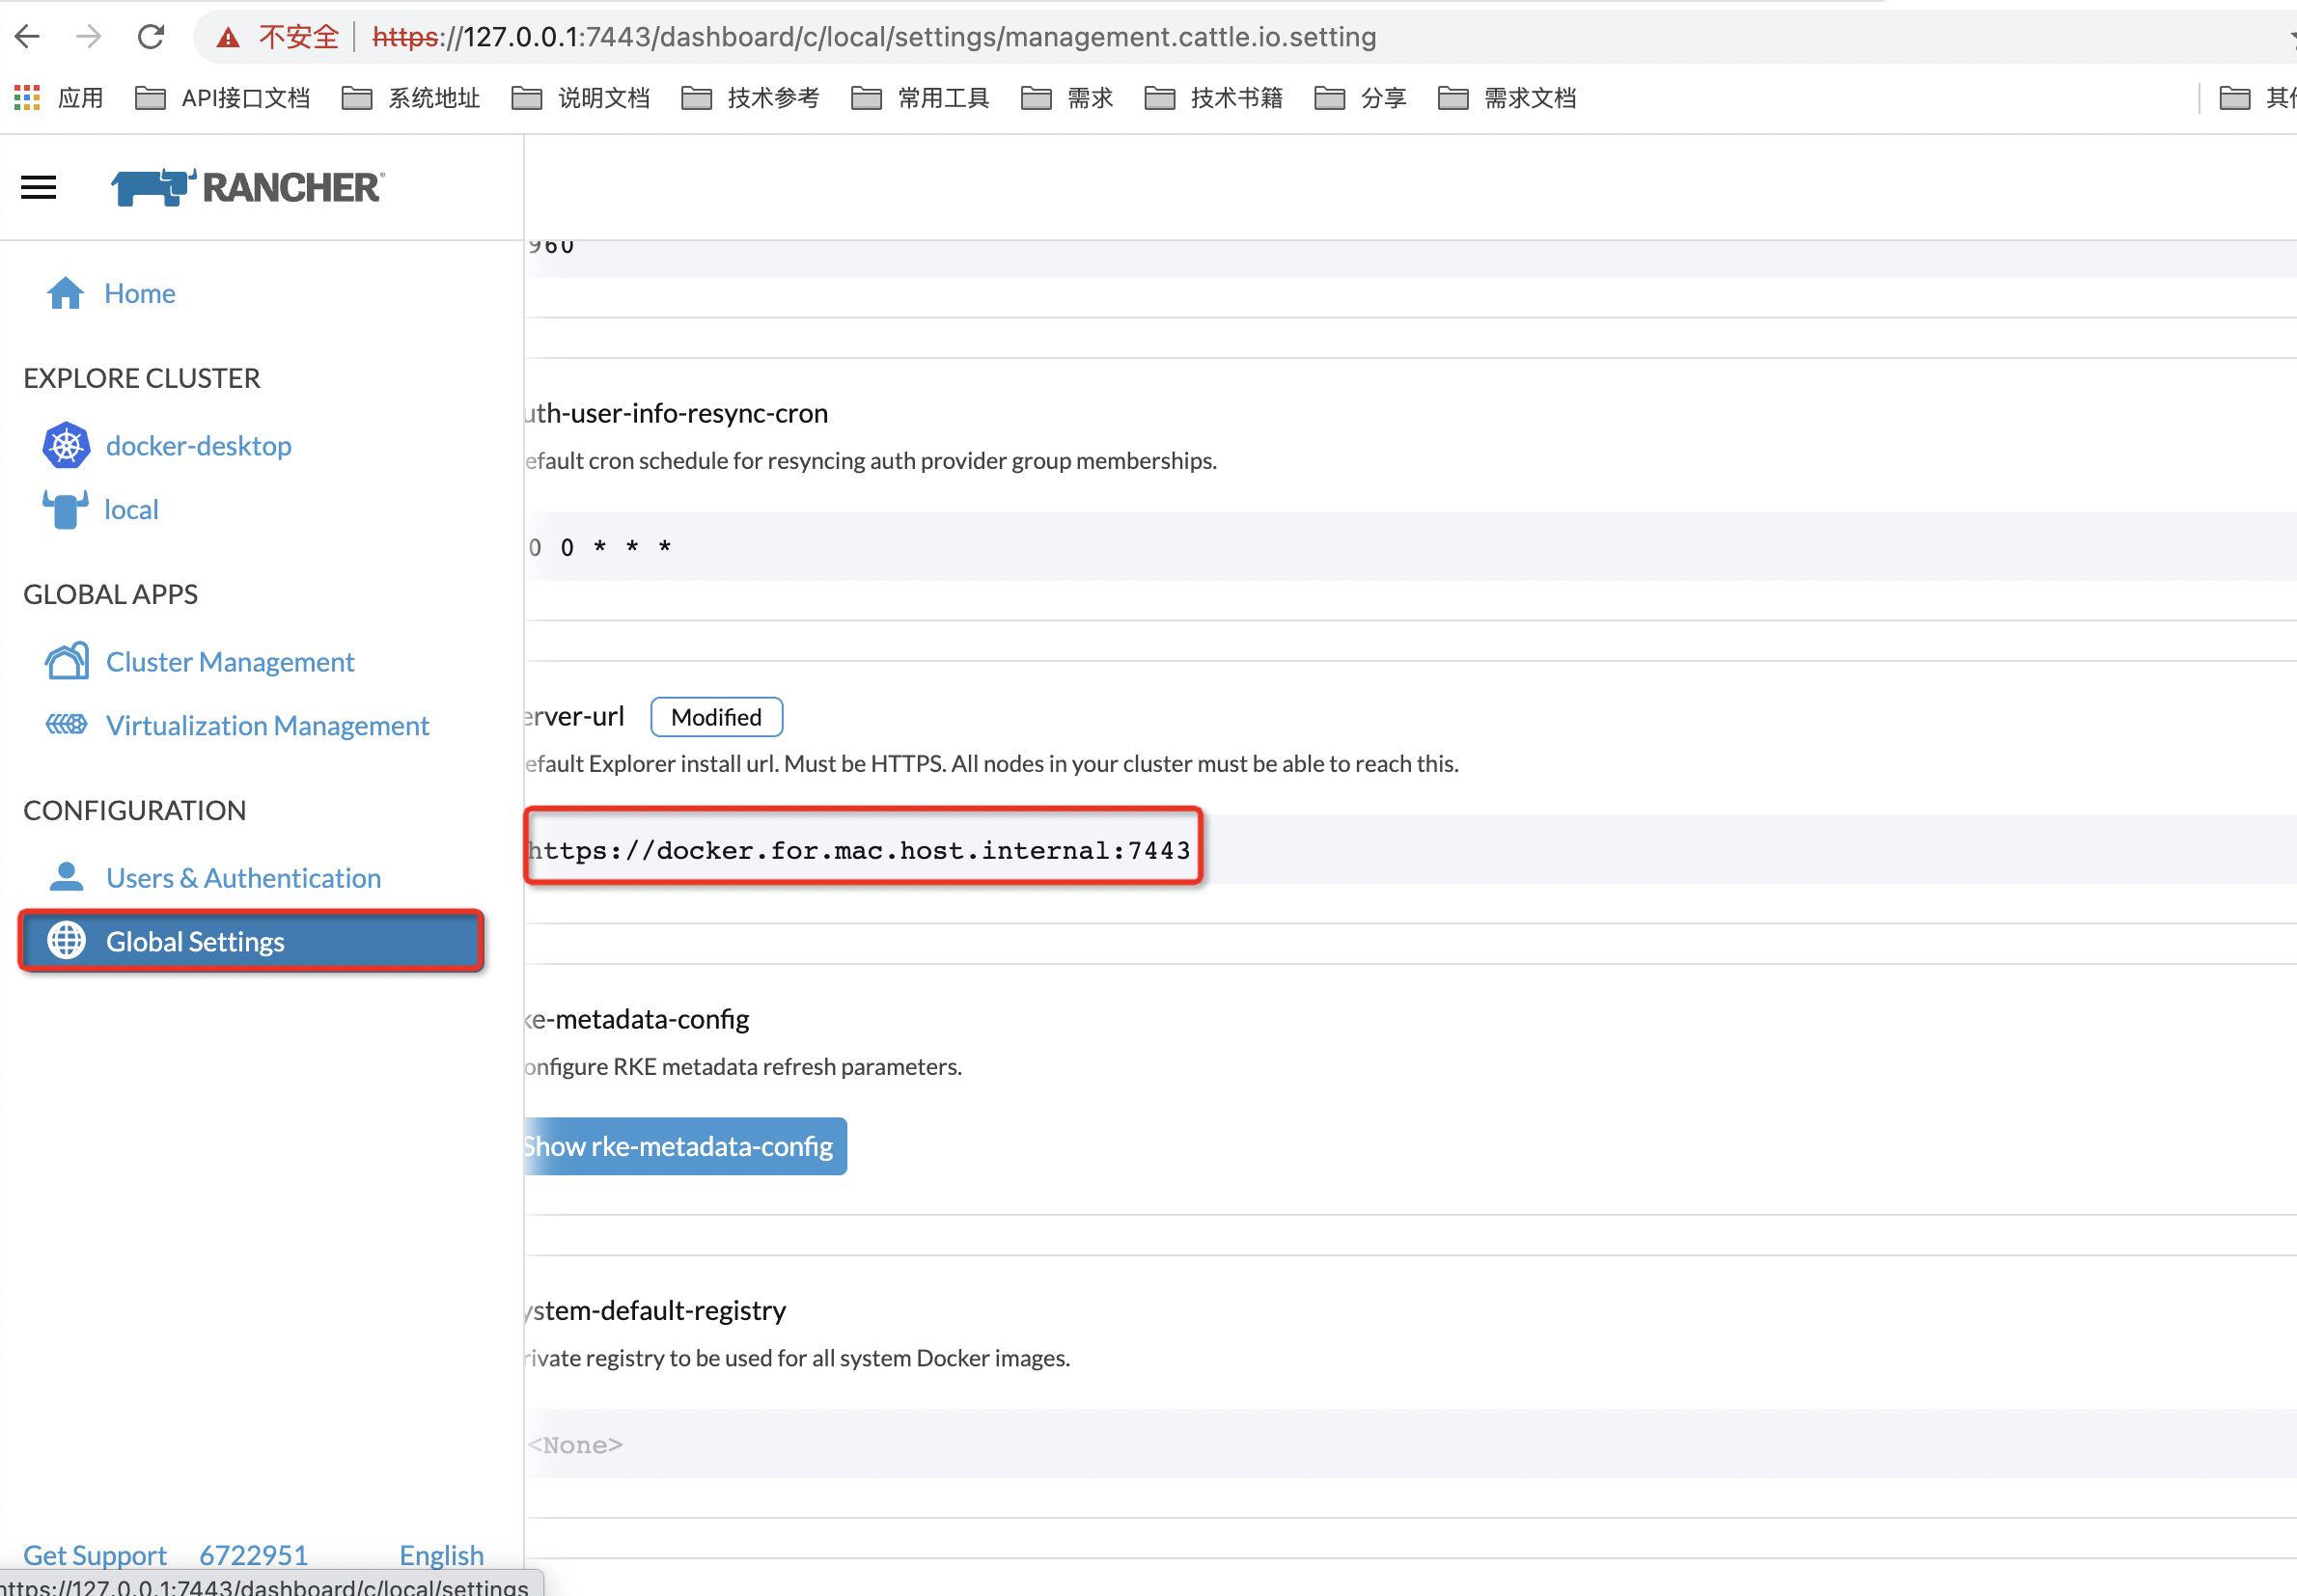 不安全 https://127.0.0.1:7443/dashboard/c/local/settings/management.cattle.io.setting
应用 API接口文档 系统地址 说明文档 技术参考 常用工具 需求 技术书籍 分享 需求文档
RANCHER
Home
EXPLORE CLUSTER
docker-desktop
local
GLOBAL APPS
Cluster Management
Virtualization Management
CONFIGURATION
Users & Authentication
Global Settings
Get Support 6722951 English
https://127.0.0.1:7443/dashboard/c/local/settings
960
uth-user-info-resync-cron
efault cron schedule for resyncing auth provider group memberships.
0 0 * * *
erver-url Modified
efault Explorer install url. Must be HTTPS. All nodes in your cluster must be able to reach this.
https://docker.for.mac.host.internal:7443
ke-metadata-config
onfigure RKE metadata refresh parameters.
Show rke-metadata-config
ystem-default-registry
rivate registry to be used for all system Docker images.
<None>